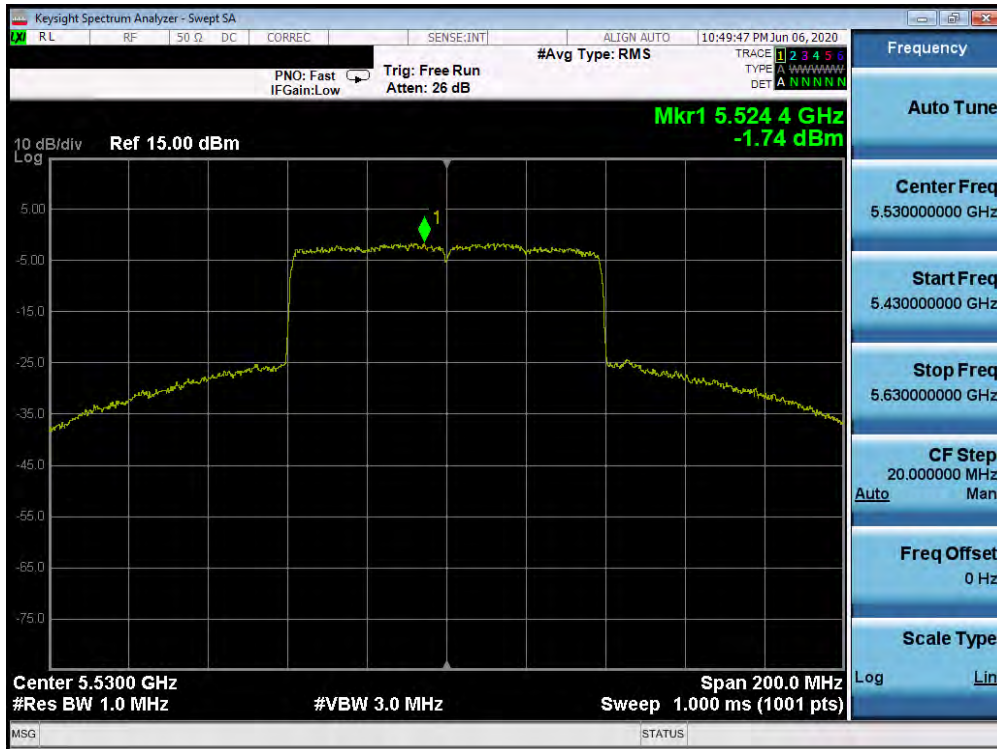 Keysight Spectrum Analyzer - Swept SA
LXI RL RF 50 Ω DC CORREC SENSE:INT ALIGN AUTO 10:49:47 PM Jun 06, 2020
#Avg Type: RMS TRACE 1 2 3 4 5 6
PNO: Fast Trig: Free Run TYPE A WWWWW
IFGain:Low Atten: 26 dB DET A N N N N N
Mkr1 5.524 4 GHz
-1.74 dBm
10 dB/div Ref 15.00 dBm
Log
1
5.00
-5.00
-15.0
-25.0
-35.0
-45.0
-55.0
-65.0
-75.0
Center 5.5300 GHz Span 200.0 MHz
#Res BW 1.0 MHz #VBW 3.0 MHz Sweep 1.000 ms (1001 pts)
MSG STATUS
Frequency
Auto Tune
Center Freq
5.530000000 GHz
Start Freq
5.430000000 GHz
Stop Freq
5.630000000 GHz
CF Step
20.000000 MHz
Auto Man
Freq Offset
0 Hz
Scale Type
Log Lin